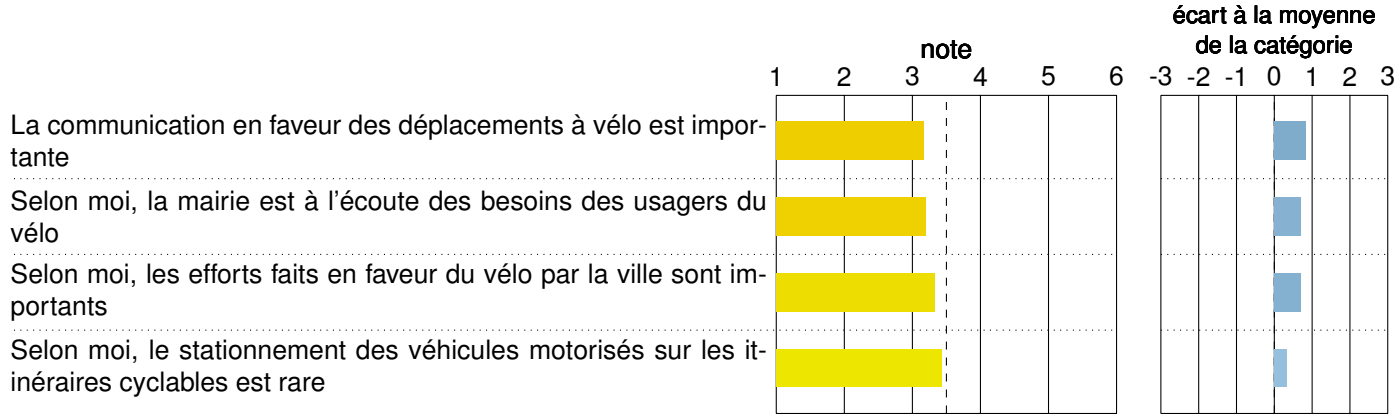 écart à la moyenne
de la catégorie
note
1 2 3 4 5 6
-3 -2 -1 0 1 2 3
La communication en faveur des déplacements à vélo est impor-
tante
Selon moi, la mairie est à l'écoute des besoins des usagers du
vélo
Selon moi, les efforts faits en faveur du vélo par la ville sont im-
portants
Selon moi, le stationnement des véhicules motorisés sur les it-
inéraires cyclables est rare